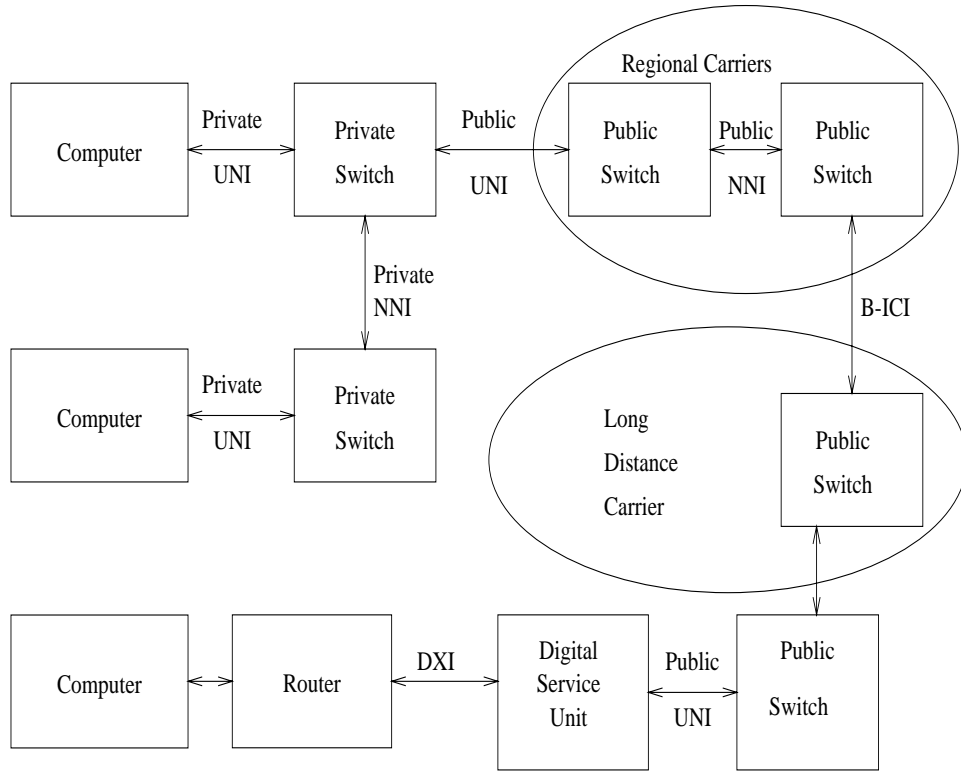 Regional Carriers
Computer
Private
UNI
Private
Switch
Public
UNI
Public
Switch
Public
NNI
Public
Switch
Private
NNI
B-ICI
Computer
Private
UNI
Private
Switch
Long
Distance
Carrier
Public
Switch
Computer
Router
DXI
Digital
Service
Unit
Public
UNI
Public
Switch